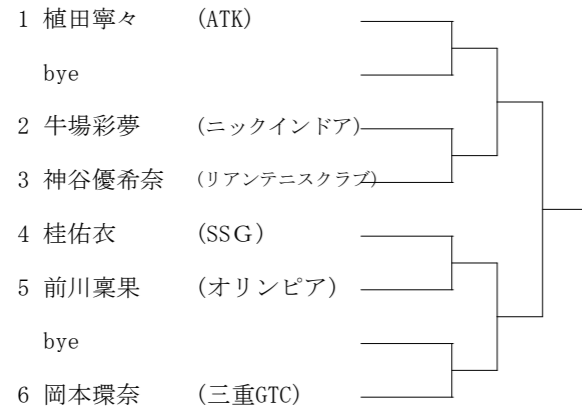 1 植田寧々 (ATK)
bye
2 牛場彩夢 (ニックインドア)
3 神谷優希奈 (リアンテニスクラブ)
4 桂佑衣 (SSＧ)
5 前川稟果 (オリンピア)
bye
6 岡本環奈 (三重GTC)